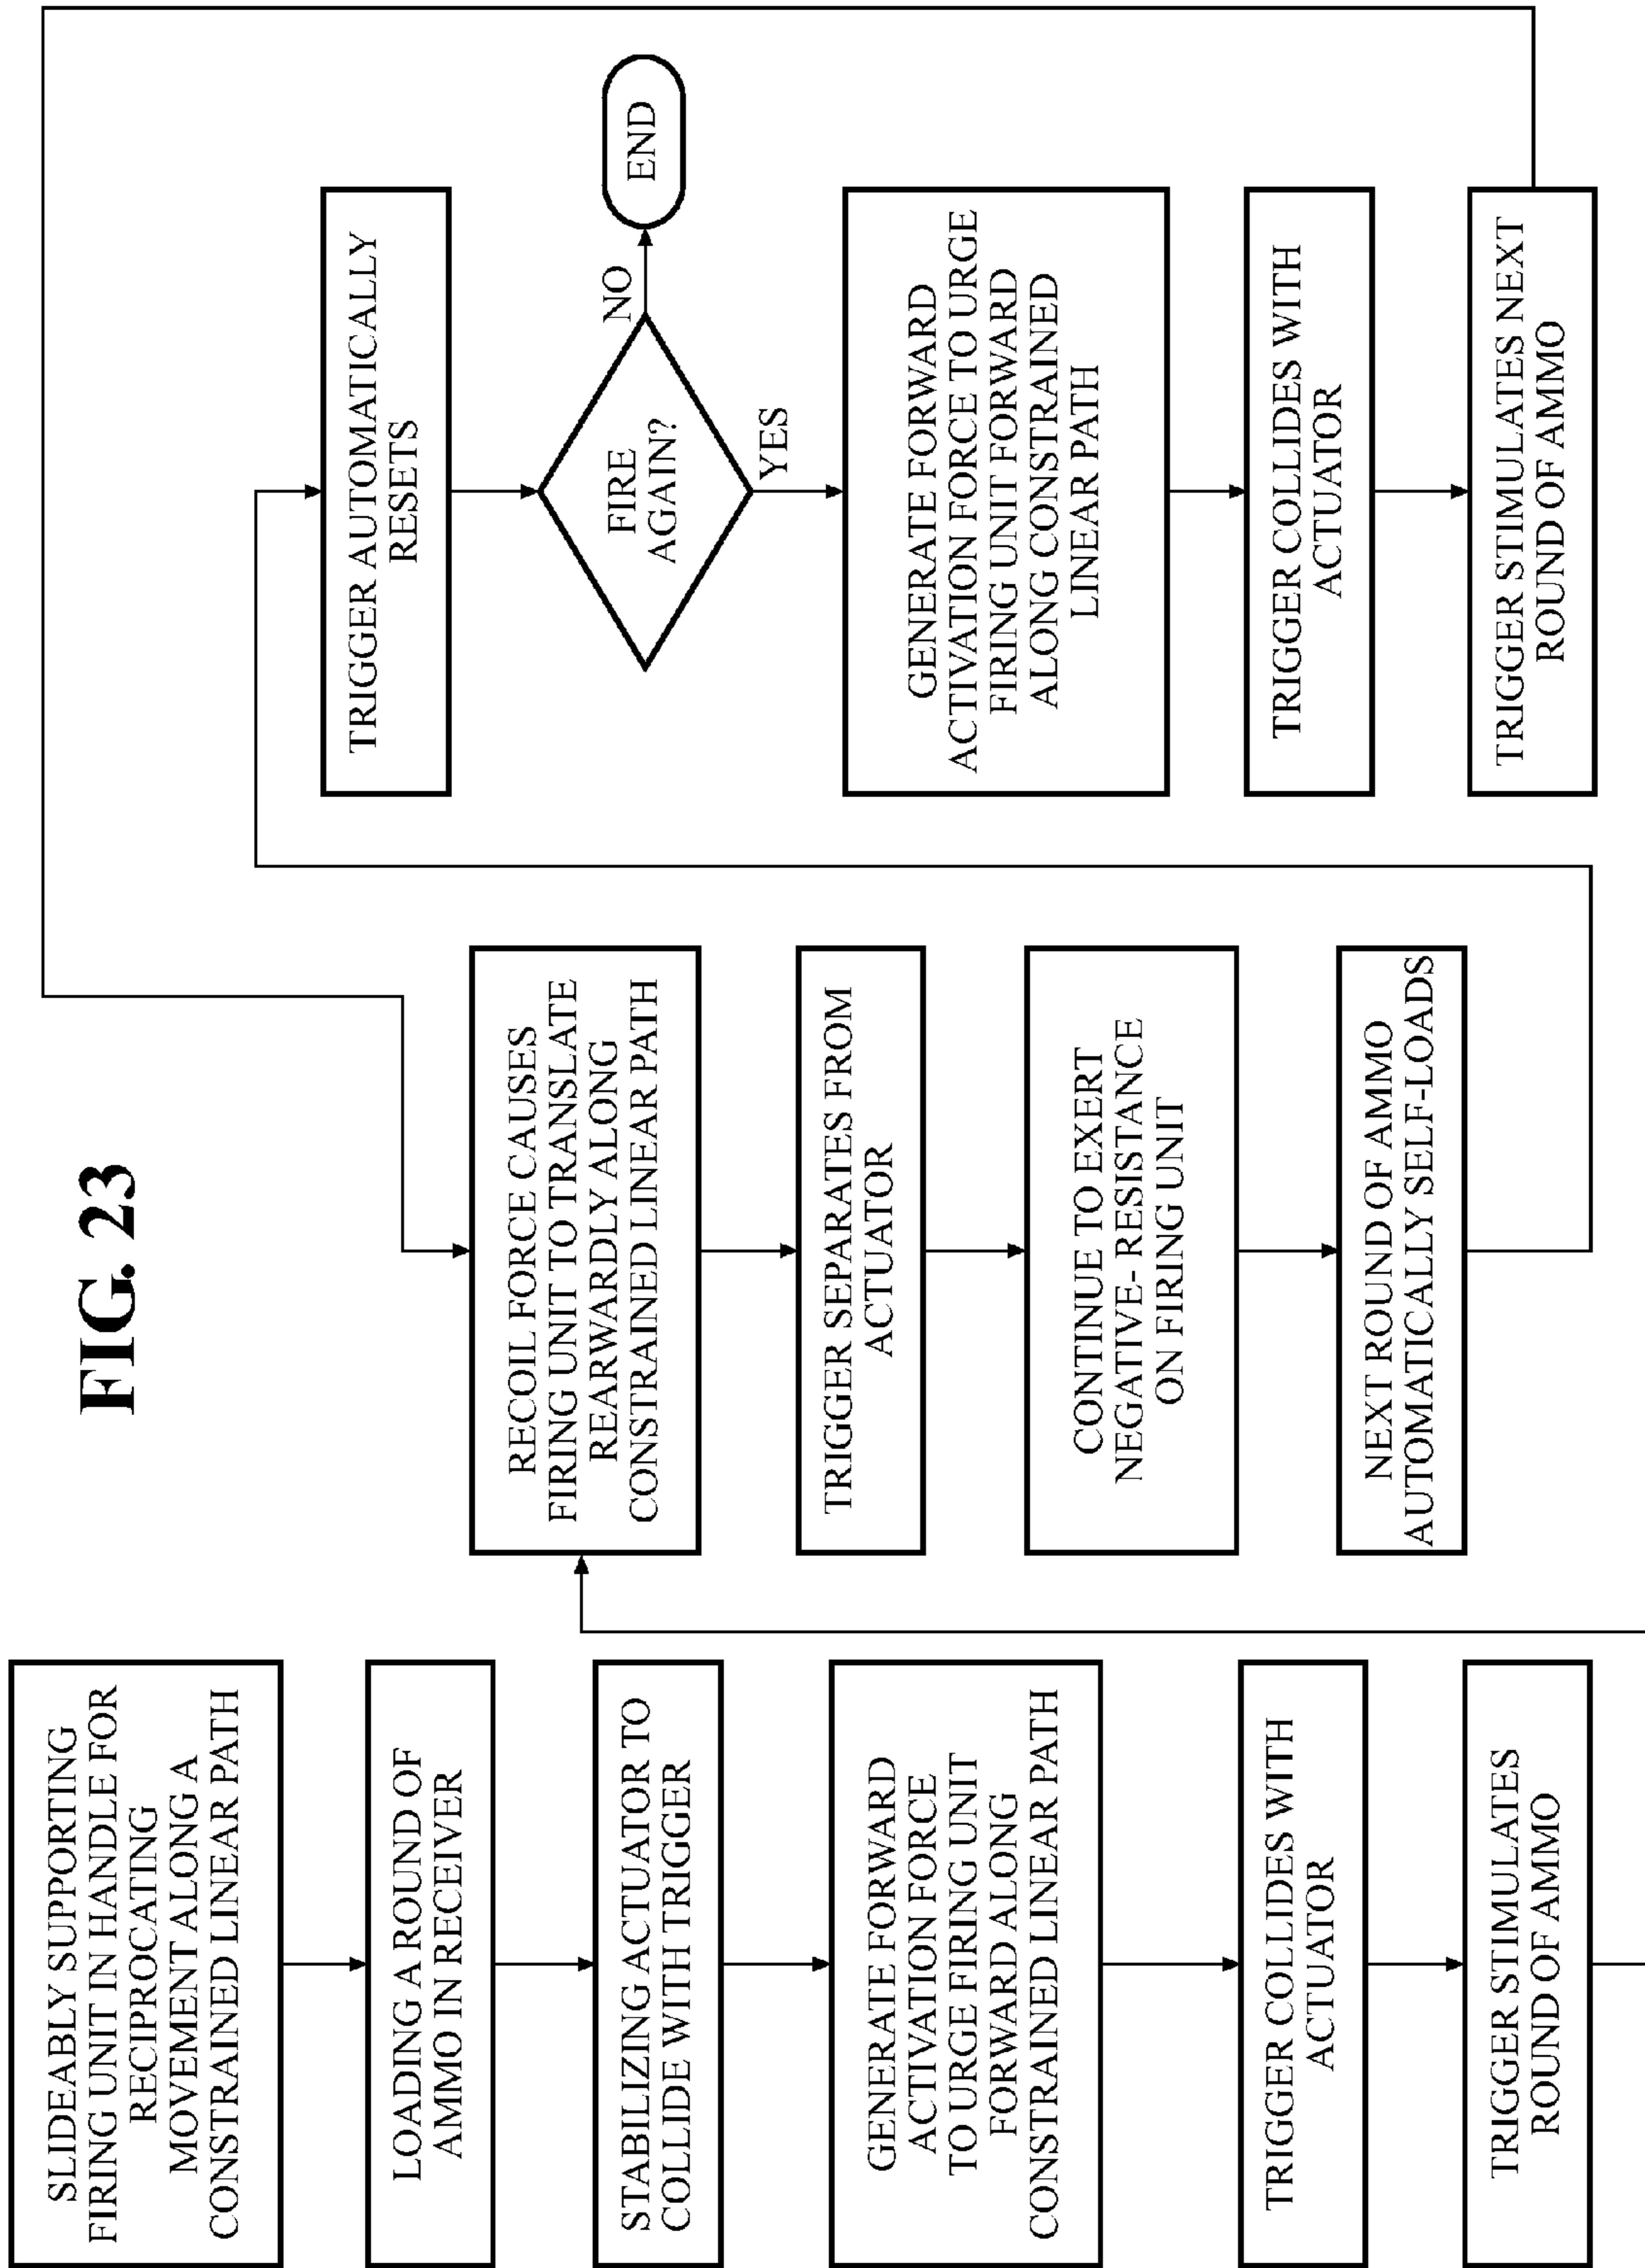 FIG. 23
SLIDEABLY SUPPORTING
FIRING UNIT IN HANDLE FOR
RECIPROCATING
MOVEMENT ALONG A
CONSTRAINED LINEAR PATH
LOADING A ROUND OF
AMMO IN RECEIVER
STABILIZING ACTUATOR TO
COLLIDE WITH TRIGGER
GENERATE FORWARD
ACTIVATION FORCE
TO URGE FIRING UNIT
FORWARD ALONG
CONSTRAINED LINEAR PATH
TRIGGER COLLIDES WITH
ACTUATOR
TRIGGER STIMULATES
ROUND OF AMMO
RECOIL FORCE CAUSES
FIRING UNIT TO TRANSLATE
REARWARDLY ALONG
CONSTRAINED LINEAR PATH
TRIGGER SEPARATES FROM
ACTUATOR
CONTINUE TO EXERT
NEGATIVE- RESISTANCE
ON FIRING UNIT
NEXT ROUND OF AMMO
AUTOMATICALLY SELF-LOADS
TRIGGER AUTOMATICALLY
RESETS
FIRE
AGAIN?
NO
END
YES
GENERATE FORWARD
ACTIVATION FORCE TO URGE
FIRING UNIT FORWARD
ALONG CONSTRAINED
LINEAR PATH
TRIGGER COLLIDES WITH
ACTUATOR
TRIGGER STIMULATES NEXT
ROUND OF AMMO